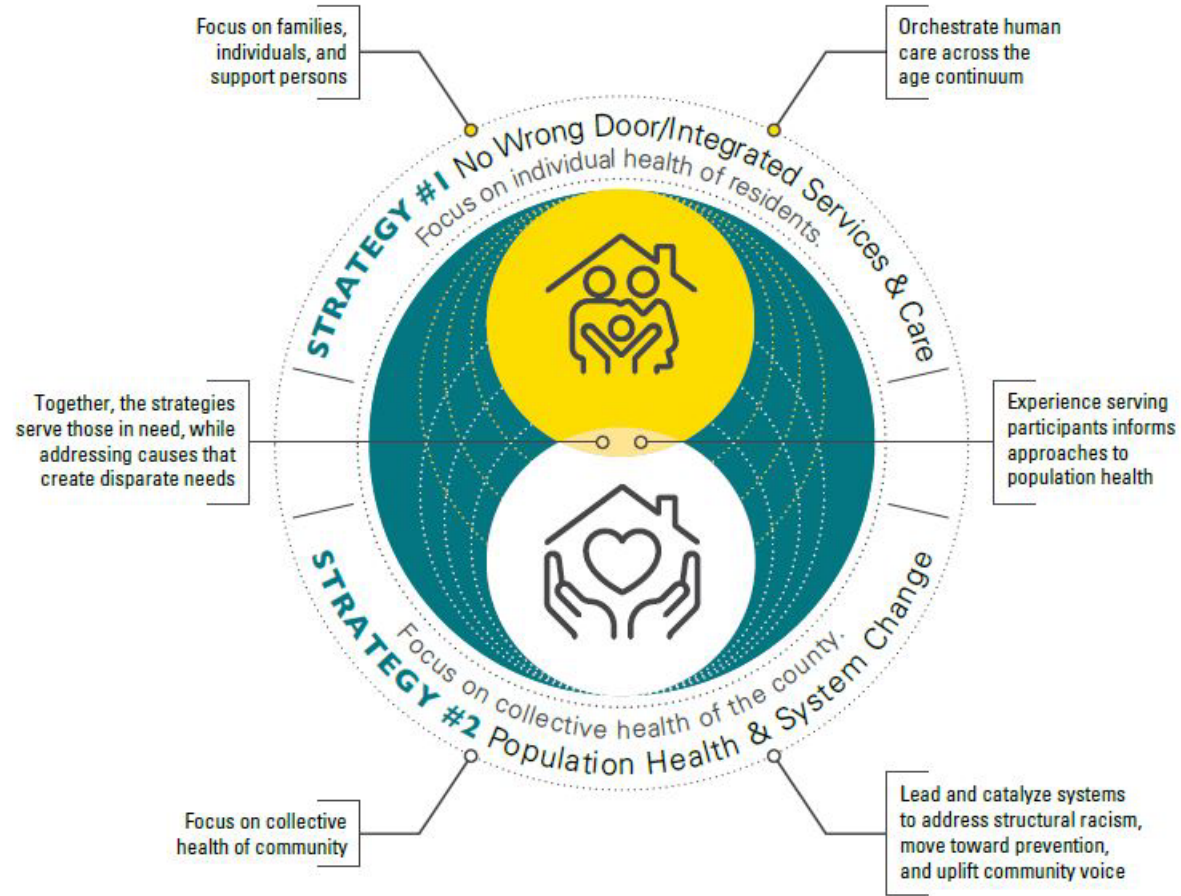 Focus on families,
individuals, and
support persons
Orchestrate human
care across the
age continuum
STRATEGY #1 No Wrong Door/Integrated Services & Care
Focus on individual health of residents.
Together, the strategies
serve those in need, while
addressing causes that
create disparate needs
Experience serving
participants informs
approaches to
population health
Focus on collective health of the county.
STRATEGY #2 Population Health & System Change
Focus on collective
health of community
Lead and catalyze systems
to address structural racism,
move toward prevention,
and uplift community voice